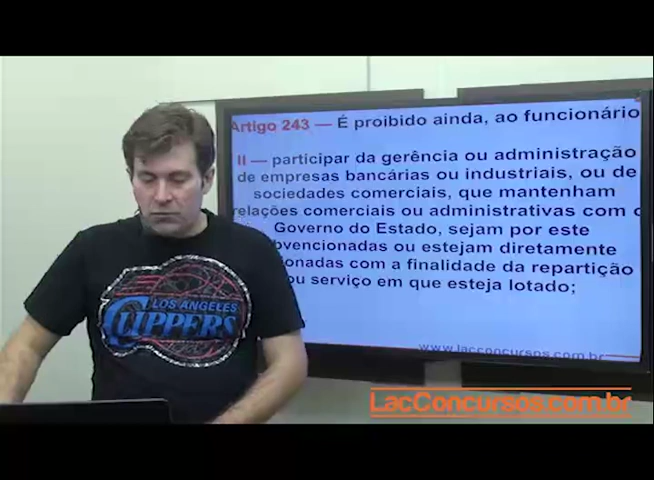 Artigo 243 — É proibido ainda, ao funcionário
II — participar da gerência ou administração
de empresas bancárias ou industriais, ou de
sociedades comerciais, que mantenham
relações comerciais ou administrativas com o
Governo do Estado, sejam por este
bvencionadas ou estejam diretamente
ionadas com a finalidade da repartição
ou serviço em que esteja lotado;
www.lacconcursos.com.br
LOS ANGELES
CLIPPERS
LacConcursos.com.br